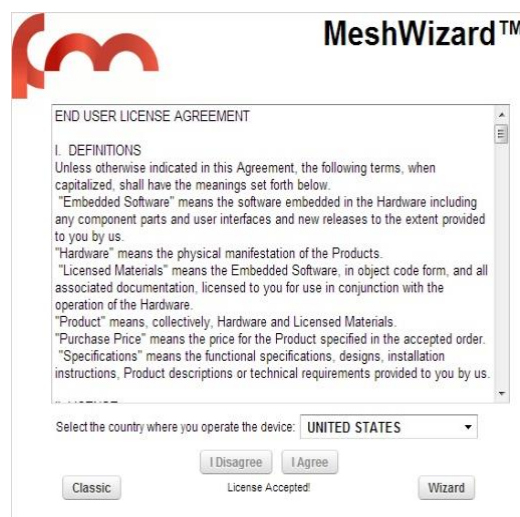 MeshWizard™
END USER LICENSE AGREEMENT
I. DEFINITIONS
Unless otherwise indicated in this Agreement, the following terms, when
capitalized, shall have the meanings set forth below.
"Embedded Software" means the software embedded in the Hardware including
any component parts and user interfaces and new releases to the extent provided
to you by us.
"Hardware" means the physical manifestation of the Products.
"Licensed Materials" means the Embedded Software, in object code form, and all
associated documentation, licensed to you for use in conjunction with the
operation of the Hardware.
"Product" means, collectively, Hardware and Licensed Materials.
"Purchase Price" means the price for the Product specified in the accepted order.
"Specifications" means the functional specifications, designs, installation
instructions, Product descriptions or technical requirements provided to you by us.
Select the country where you operate the device: UNITED STATES
I Disagree I Agree
Classic License Accepted! Wizard